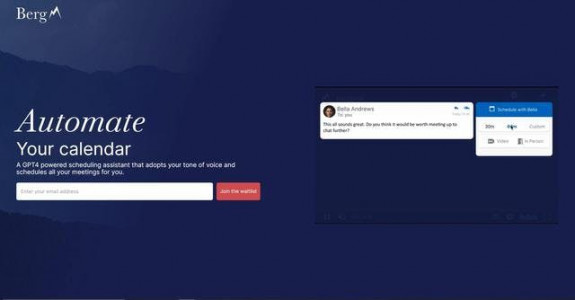 Berg
Automate
Your calendar
A GPT4 powered scheduling assistant that adopts your tone of voice and
schedules all your meetings for you.
Enter your email address
Join the waitlist
Bella Andrews
To: you
This all sounds great. Do you think it would be worth meeting up to
chat further?
Schedule with Bella
Custom
Video
In Person